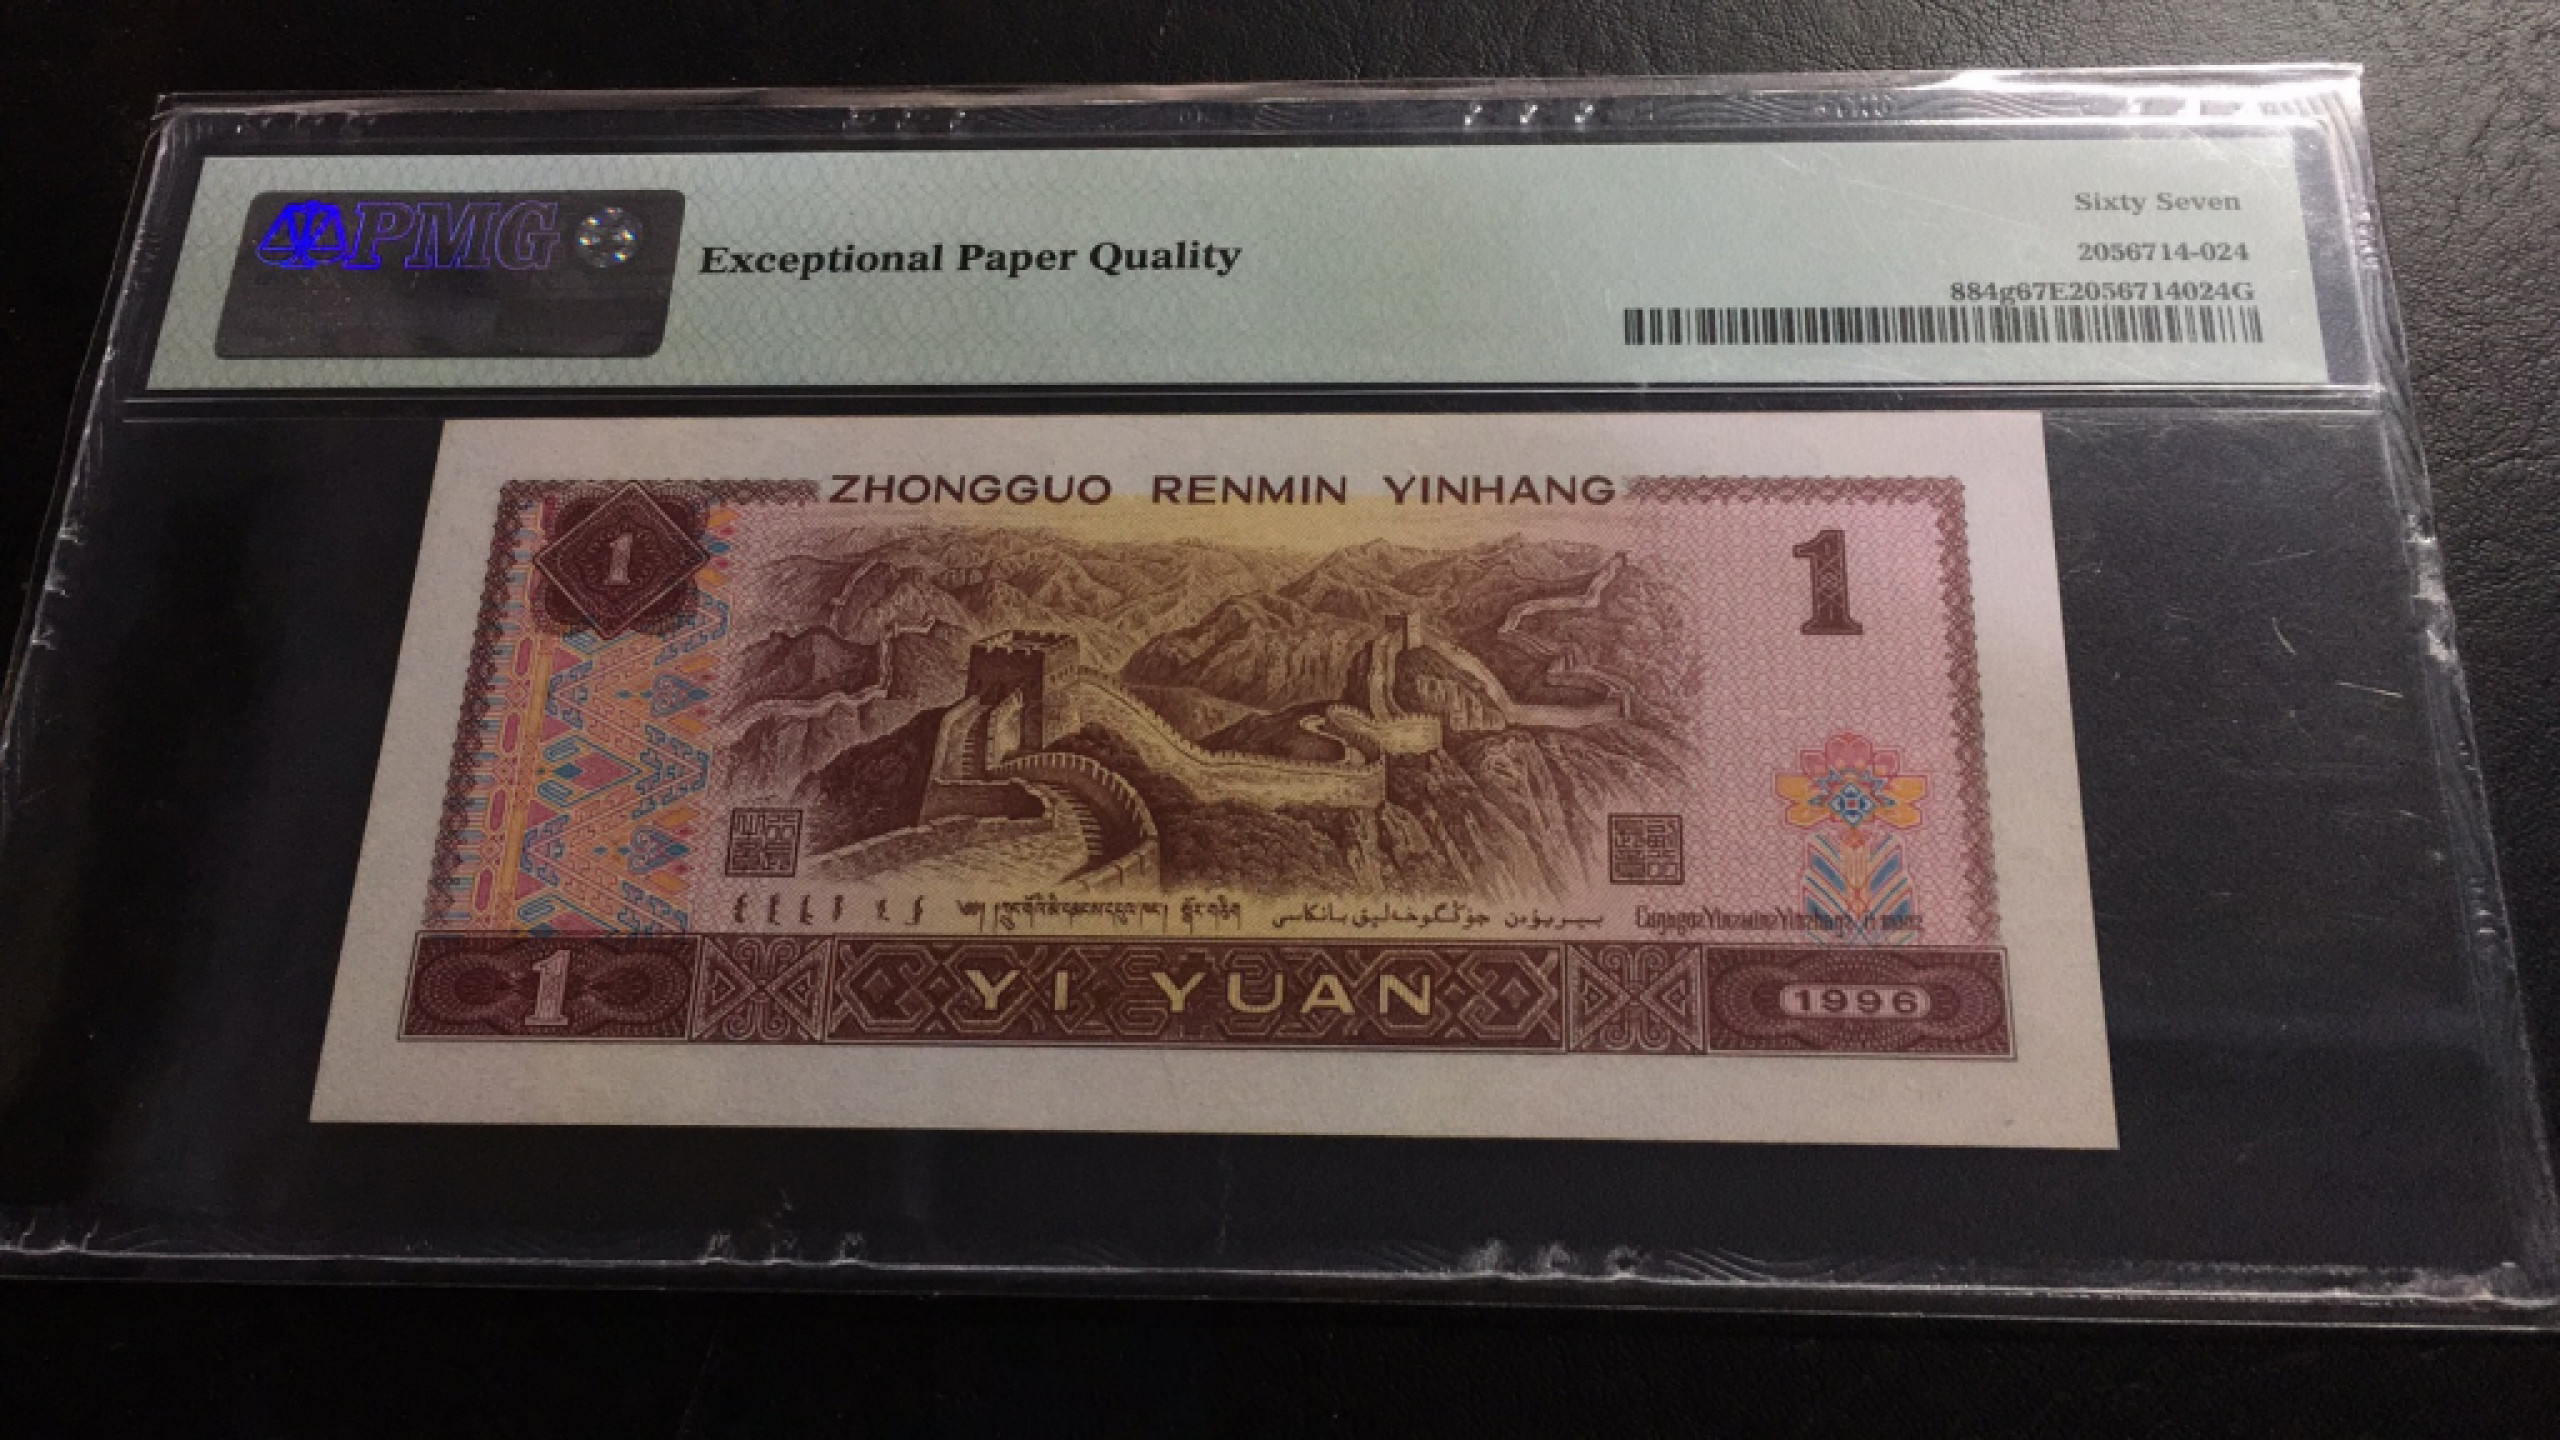 PMG
Exceptional Paper Quality
Sixty Seven
2056714-024
884g67E2056714024G
ZHONGGUO RENMIN YINHANG
1
1
1
YI YUAN
1996